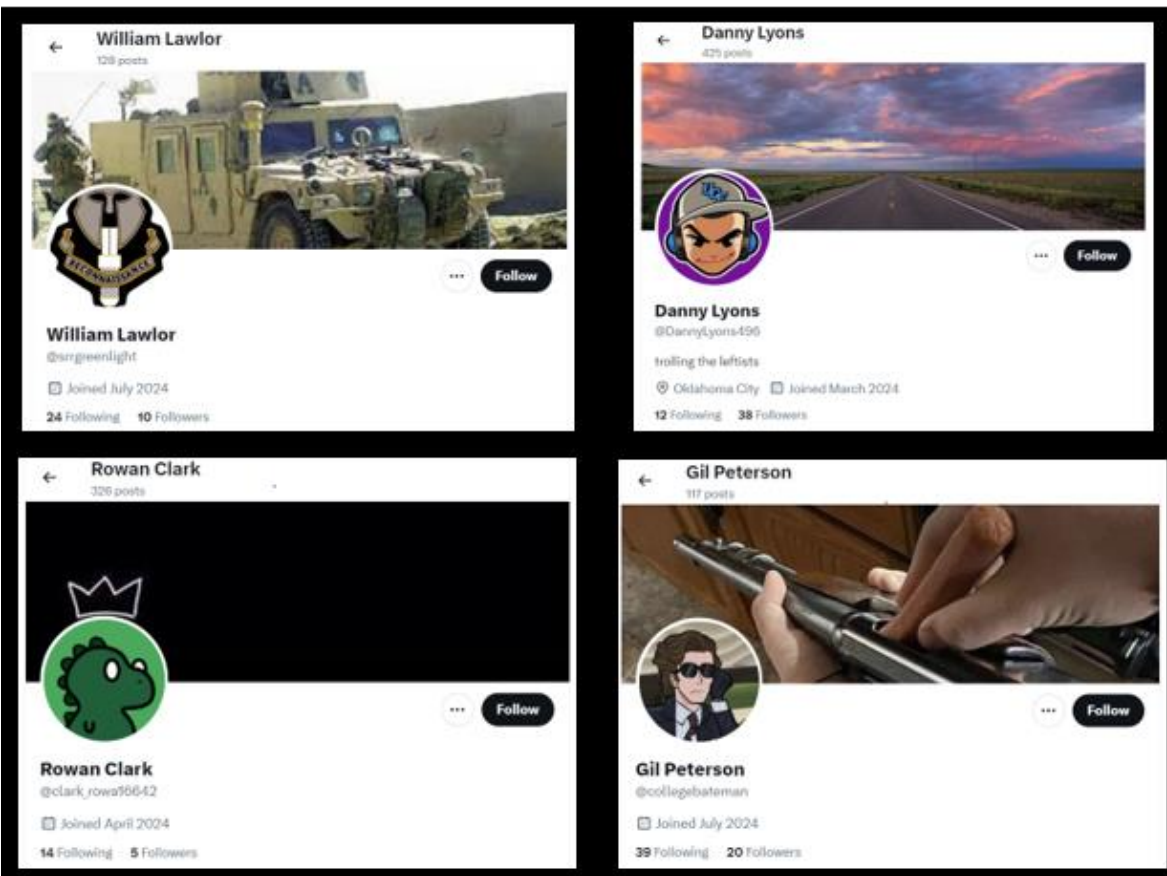 William Lawlor
128 posts
RECONNAISSANCE
Follow
William Lawlor
@srrgreenlight
Joined July 2024
24 Following 10 Followers
Danny Lyons
425 posts
Follow
Danny Lyons
@DannyLyons496
trolling the leftists
Oklahoma City Joined March 2024
12 Following 38 Followers
Rowan Clark
326 posts
Follow
Rowan Clark
@clark_rowa16642
Joined April 2024
14 Following 5 Followers
Gil Peterson
117 posts
Follow
Gil Peterson
@collegebateman
Joined July 2024
39 Following 20 Followers